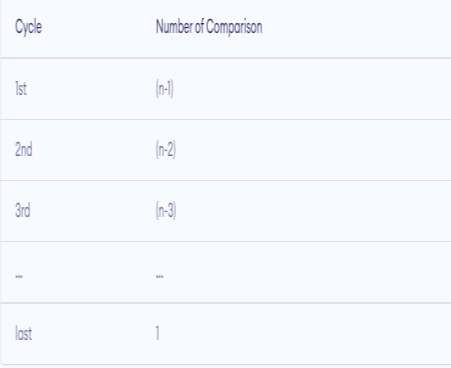 Cycle Number of Comparison
1st (n-1)
2nd (n-2)
3rd (n-3)
... ...
last 1